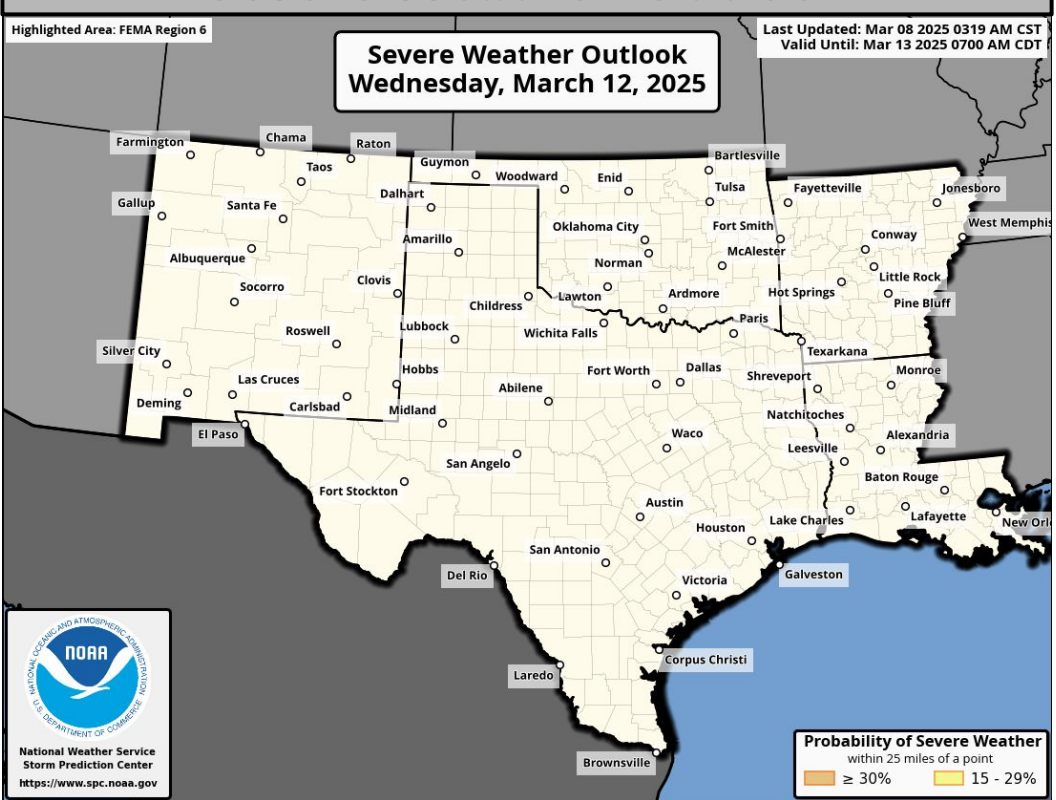 Highlighted Area: FEMA Region 6
Last Updated: Mar 08 2025 0319 AM CST
Valid Until: Mar 13 2025 0700 AM CDT
Severe Weather Outlook
Wednesday, March 12, 2025
Farmington
Chama
Raton
Taos
Guymon
Woodward
Enid
Bartlesville
Tulsa
Fayetteville
Jonesboro
Gallup
Santa Fe
Dalhart
Oklahoma City
Fort Smith
West Memphis
Albuquerque
Amarillo
Norman
McAlester
Conway
Socorro
Clovis
Childress
Lawton
Ardmore
Hot Springs
Little Rock
Pine Bluff
Roswell
Lubbock
Wichita Falls
Paris
Texarkana
Silver City
Las Cruces
Hobbs
Abilene
Fort Worth
Dallas
Shreveport
Monroe
Deming
Carlsbad
Midland
Natchitoches
El Paso
San Angelo
Waco
Leesville
Alexandria
Fort Stockton
Austin
Baton Rouge
Houston
Lake Charles
Lafayette
New Orl
San Antonio
Del Rio
Victoria
Galveston
Laredo
Corpus Christi
Brownsville
NATIONAL OCEANIC AND ATMOSPHERIC ADMINISTRATION
NOAA
U.S. DEPARTMENT OF COMMERCE
National Weather Service
Storm Prediction Center
https://www.spc.noaa.gov
Probability of Severe Weather
within 25 miles of a point
≥ 30%
15 - 29%